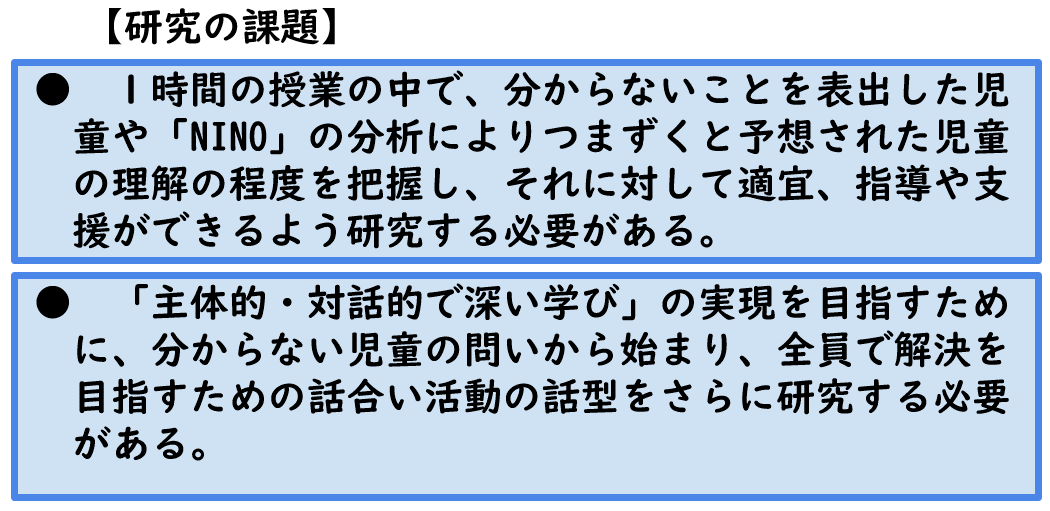 【研究の課題】
● １時間の授業の中で、分からないことを表出した児
童や「NINO」の分析によりつまずくと予想された児童
の理解の程度を把握し、それに対して適宜、指導や支
援ができるよう研究する必要がある。
● 「主体的・対話的で深い学び」の実現を目指すため
に、分からない児童の問いから始まり、全員で解決を
目指すための話合い活動の話型をさらに研究する必要
がある。